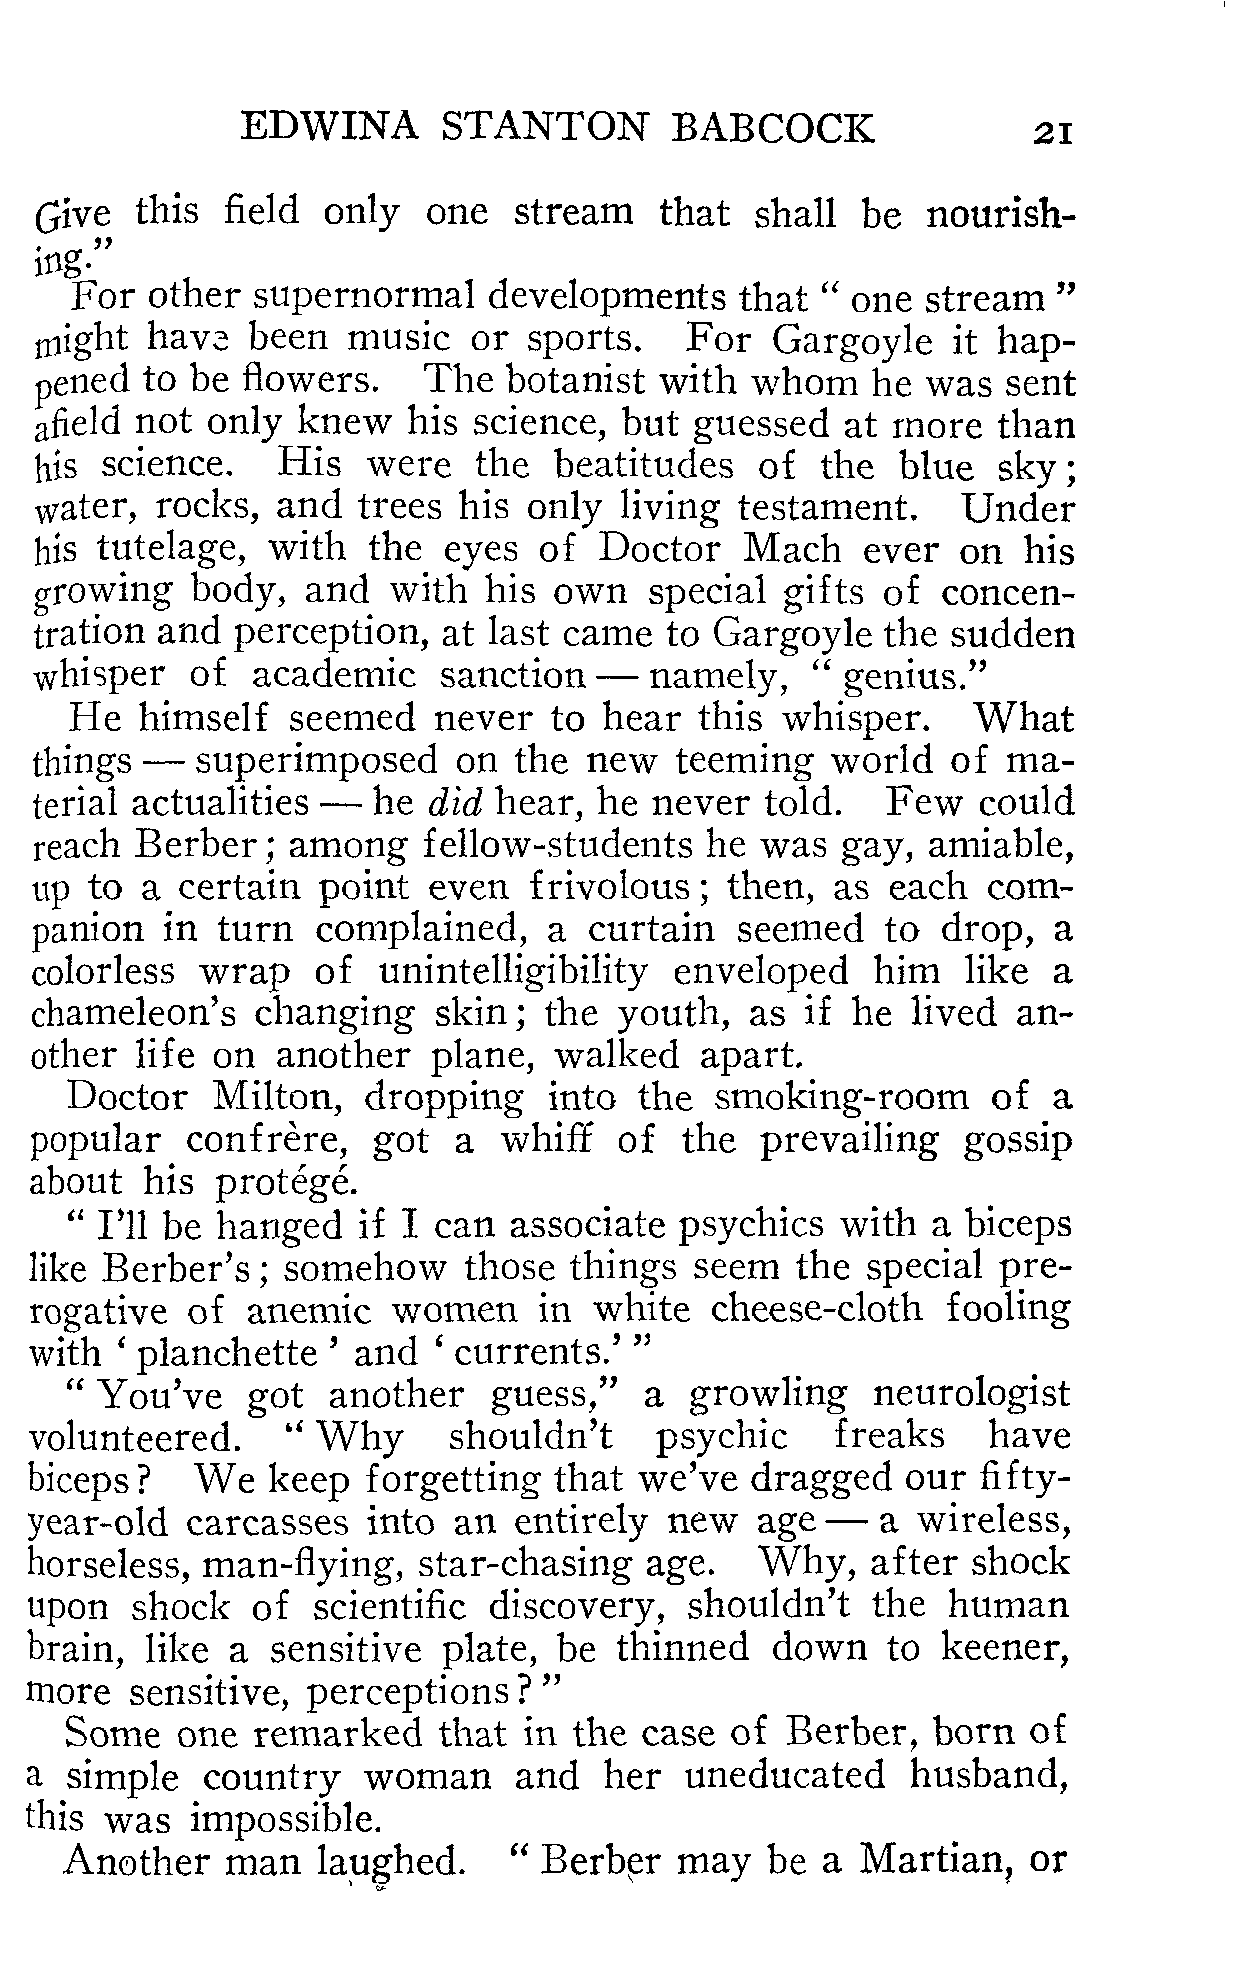 EDWINA STANTON BABCOCK 21
Give this field only one stream that shall be nourish-
ing."
For other supernormal developments that " one stream "
might have been music or sports. For Gargoyle it hap-
pened to be flowers. The botanist with whom he was sent
afield not only knew his science, but guessed at more than
his science. His were the beatitudes of the blue sky;
water, rocks, and trees his only living testament. Under
his tutelage, with the eyes of Doctor Mach ever on his
growing body, and with his own special gifts of concen-
tration and perception, at last came to Gargoyle the sudden
whisper of academic sanction — namely, " genius."
He himself seemed never to hear this whisper. What
things — superimposed on the new teeming world of ma-
terial actualities — he did hear, he never told. Few could
reach Berber; among fellow-students he was gay, amiable,
up to a certain point even frivolous; then, as each com-
panion in turn complained, a curtain seemed to drop, a
colorless wrap of unintelligibility enveloped him like a
chameleon's changing skin; the youth, as if he lived an-
other life on another plane, walked apart.
Doctor Milton, dropping into the smoking-room of a
popular confrère, got a whiff of the prevailing gossip
about his protégé.
" I'll be hanged if I can associate psychics with a biceps
like Berber's; somehow those things seem the special pre-
rogative of anemic women in white cheese-cloth fooling
with ' planchette ' and ' currents.' "
" You've got another guess," a growling neurologist
volunteered. " Why shouldn't psychic freaks have
biceps? We keep forgetting that we've dragged our fifty-
year-old carcasses into an entirely new age — a wireless,
horseless, man-flying, star-chasing age. Why, after shock
upon shock of scientific discovery, shouldn't the human
brain, like a sensitive plate, be thinned down to keener,
more sensitive, perceptions? "
Some one remarked that in the case of Berber, born of
a simple country woman and her uneducated husband,
this was impossible.
Another man laughed. " Berber may be a Martian, or